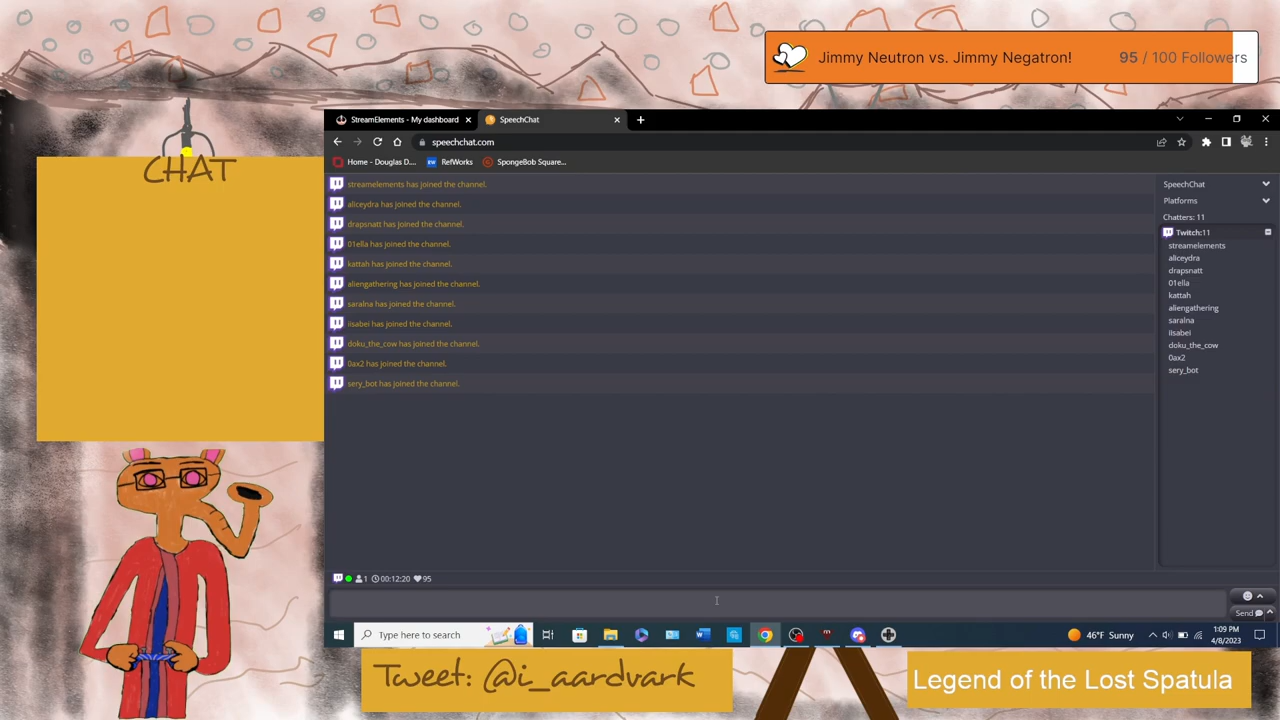 Jimmy Neutron vs. Jimmy Negatron! 95 / 100 Followers
StreamElements - My dashboard
SpeechChat
speechchat.com
Home - Douglas D....
RefWorks
SpongeBob Square...
CHAT
streamelements has joined the channel.
aliceydra has joined the channel.
drapsnatt has joined the channel.
01ella has joined the channel.
kattah has joined the channel.
aliengathering has joined the channel.
saralna has joined the channel.
iisabei has joined the channel.
doku_the_cow has joined the channel.
0ax2 has joined the channel.
sery_bot has joined the channel.
SpeechChat
Platforms
Chatters: 11
Twitch:11
streamelements
aliceydra
drapsnatt
01ella
kattah
aliengathering
saralna
iisabei
doku_the_cow
0ax2
sery_bot
1 00:12:20 95
Send
Type here to search
46°F Sunny
1:09 PM
4/8/2023
Tweet: @i_aardvark
Legend of the Lost Spatula